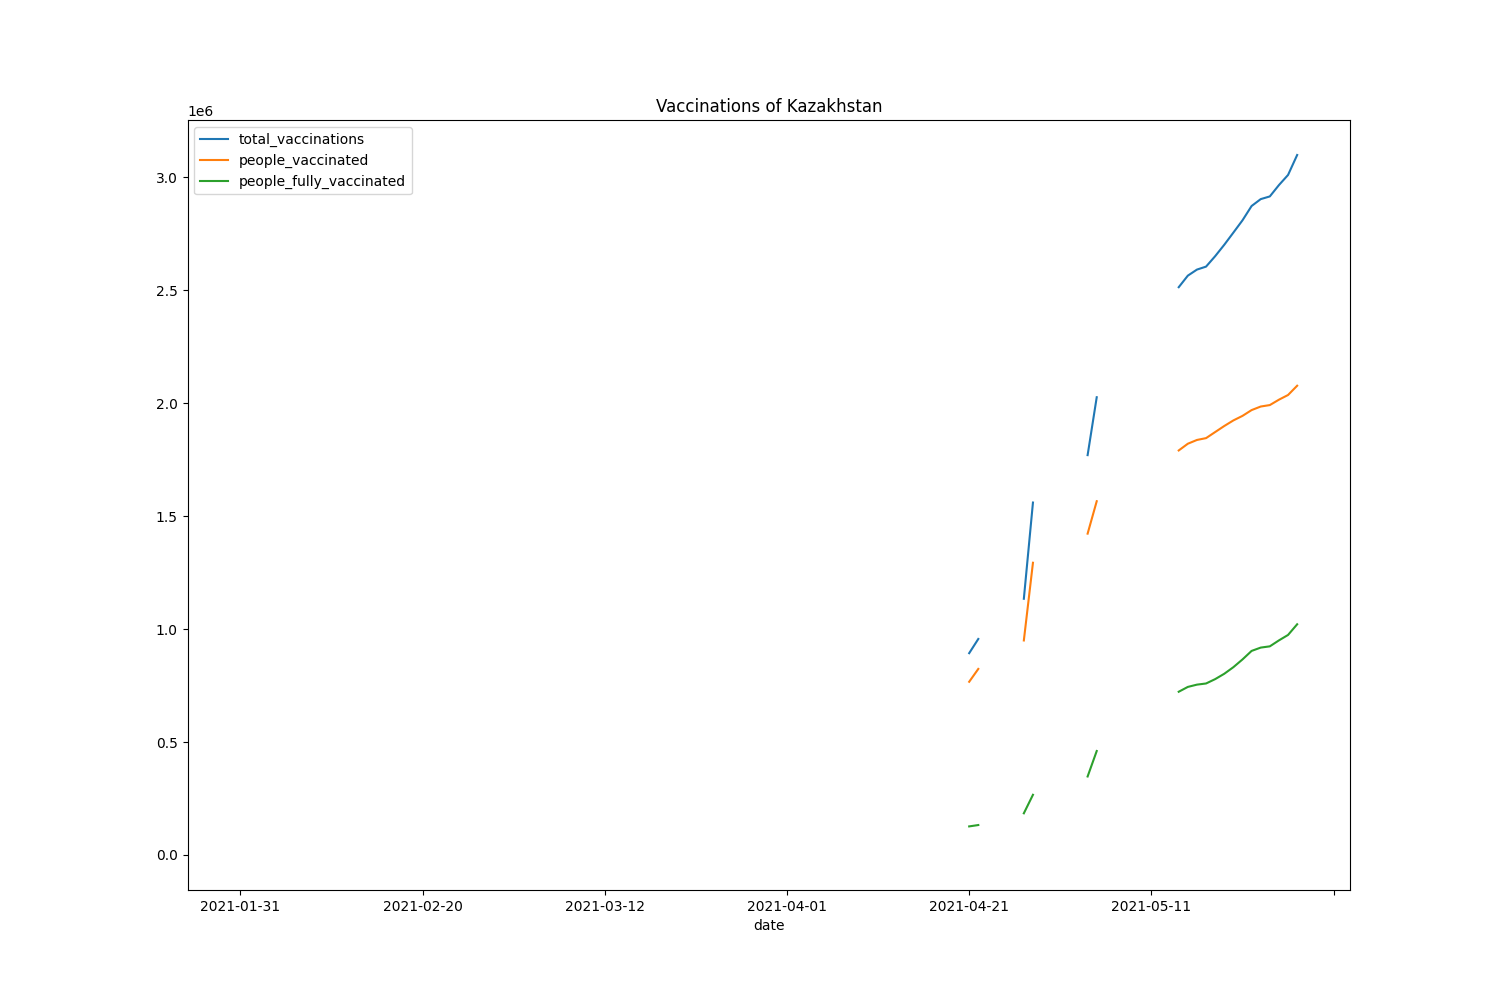 Vaccinations of Kazakhstan
1e6
total_vaccinations
people_vaccinated
people_fully_vaccinated
3.0
2.5
2.0
1.5
1.0
0.5
0.0
2021-01-31 2021-02-20 2021-03-12 2021-04-01 2021-04-21 2021-05-11
date